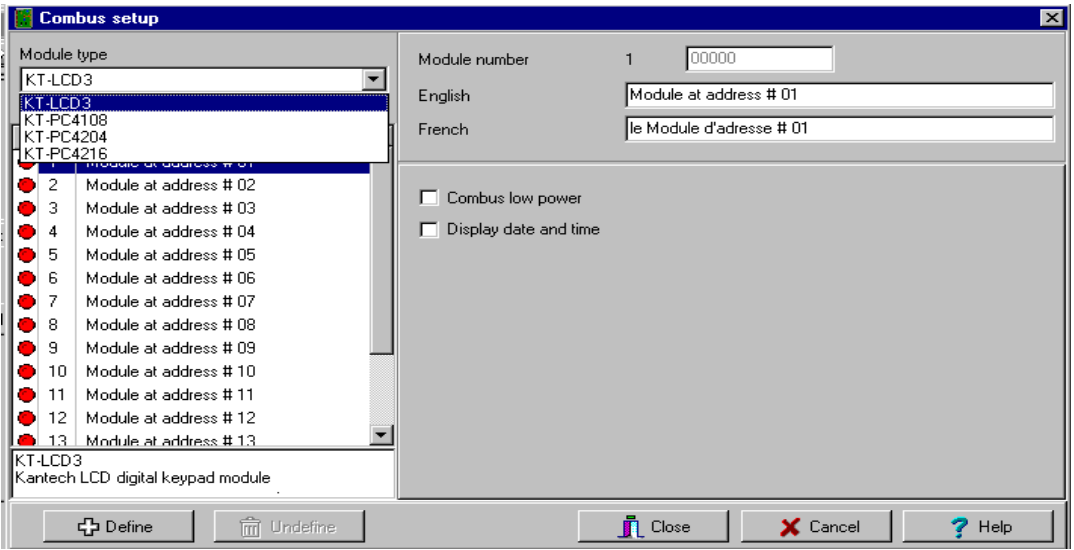 Combus setup
Module type
KT-LCD3
KT-LCD3
KT-PC4108
KT-PC4204
KT-PC4216
1 Module at address # 01
2 Module at address # 02
3 Module at address # 03
4 Module at address # 04
5 Module at address # 05
6 Module at address # 06
7 Module at address # 07
8 Module at address # 08
9 Module at address # 09
10 Module at address # 10
11 Module at address # 11
12 Module at address # 12
13 Module at address # 13
KT-LCD3
Kantech LCD digital keypad module
Module number 1 00000
English Module at address # 01
French le Module d'adresse # 01
Combus low power
Display date and time
Define Undefine Close Cancel ? Help